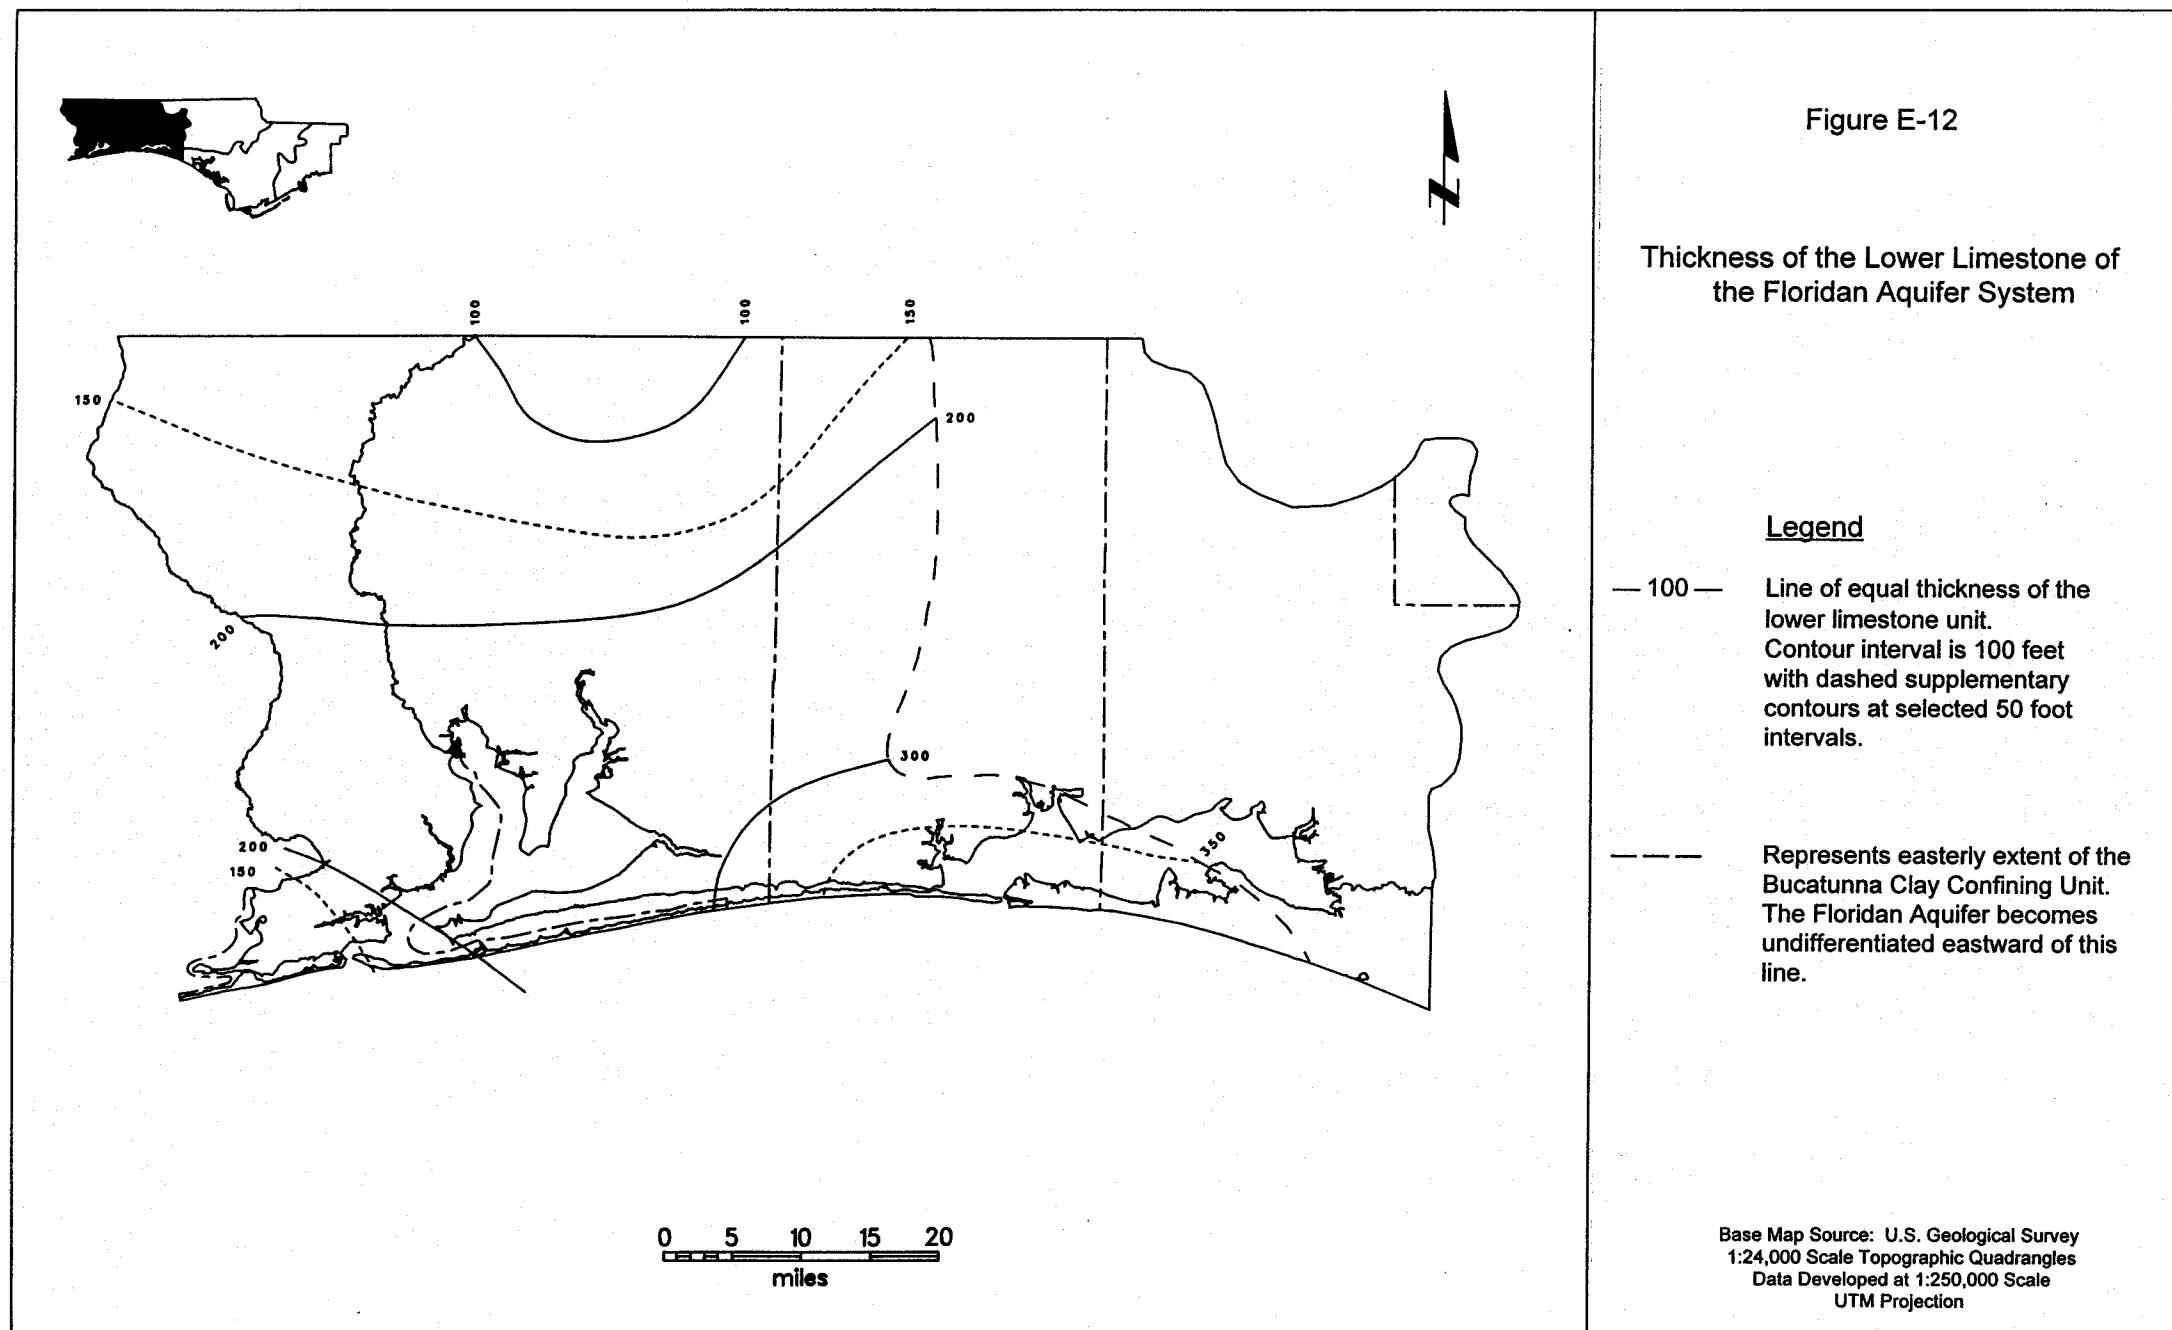 Figure E-12
Thickness of the Lower Limestone of
the Floridan Aquifer System
N
100
100
150
150
200
200
300
200
150
350
Legend
— 100 —
Line of equal thickness of the
lower limestone unit.
Contour interval is 100 feet
with dashed supplementary
contours at selected 50 foot
intervals.
Represents easterly extent of the
Bucatunna Clay Confining Unit.
The Floridan Aquifer becomes
undifferentiated eastward of this
line.
0 5 10 15 20
miles
Base Map Source: U.S. Geological Survey
1:24,000 Scale Topographic Quadrangles
Data Developed at 1:250,000 Scale
UTM Projection